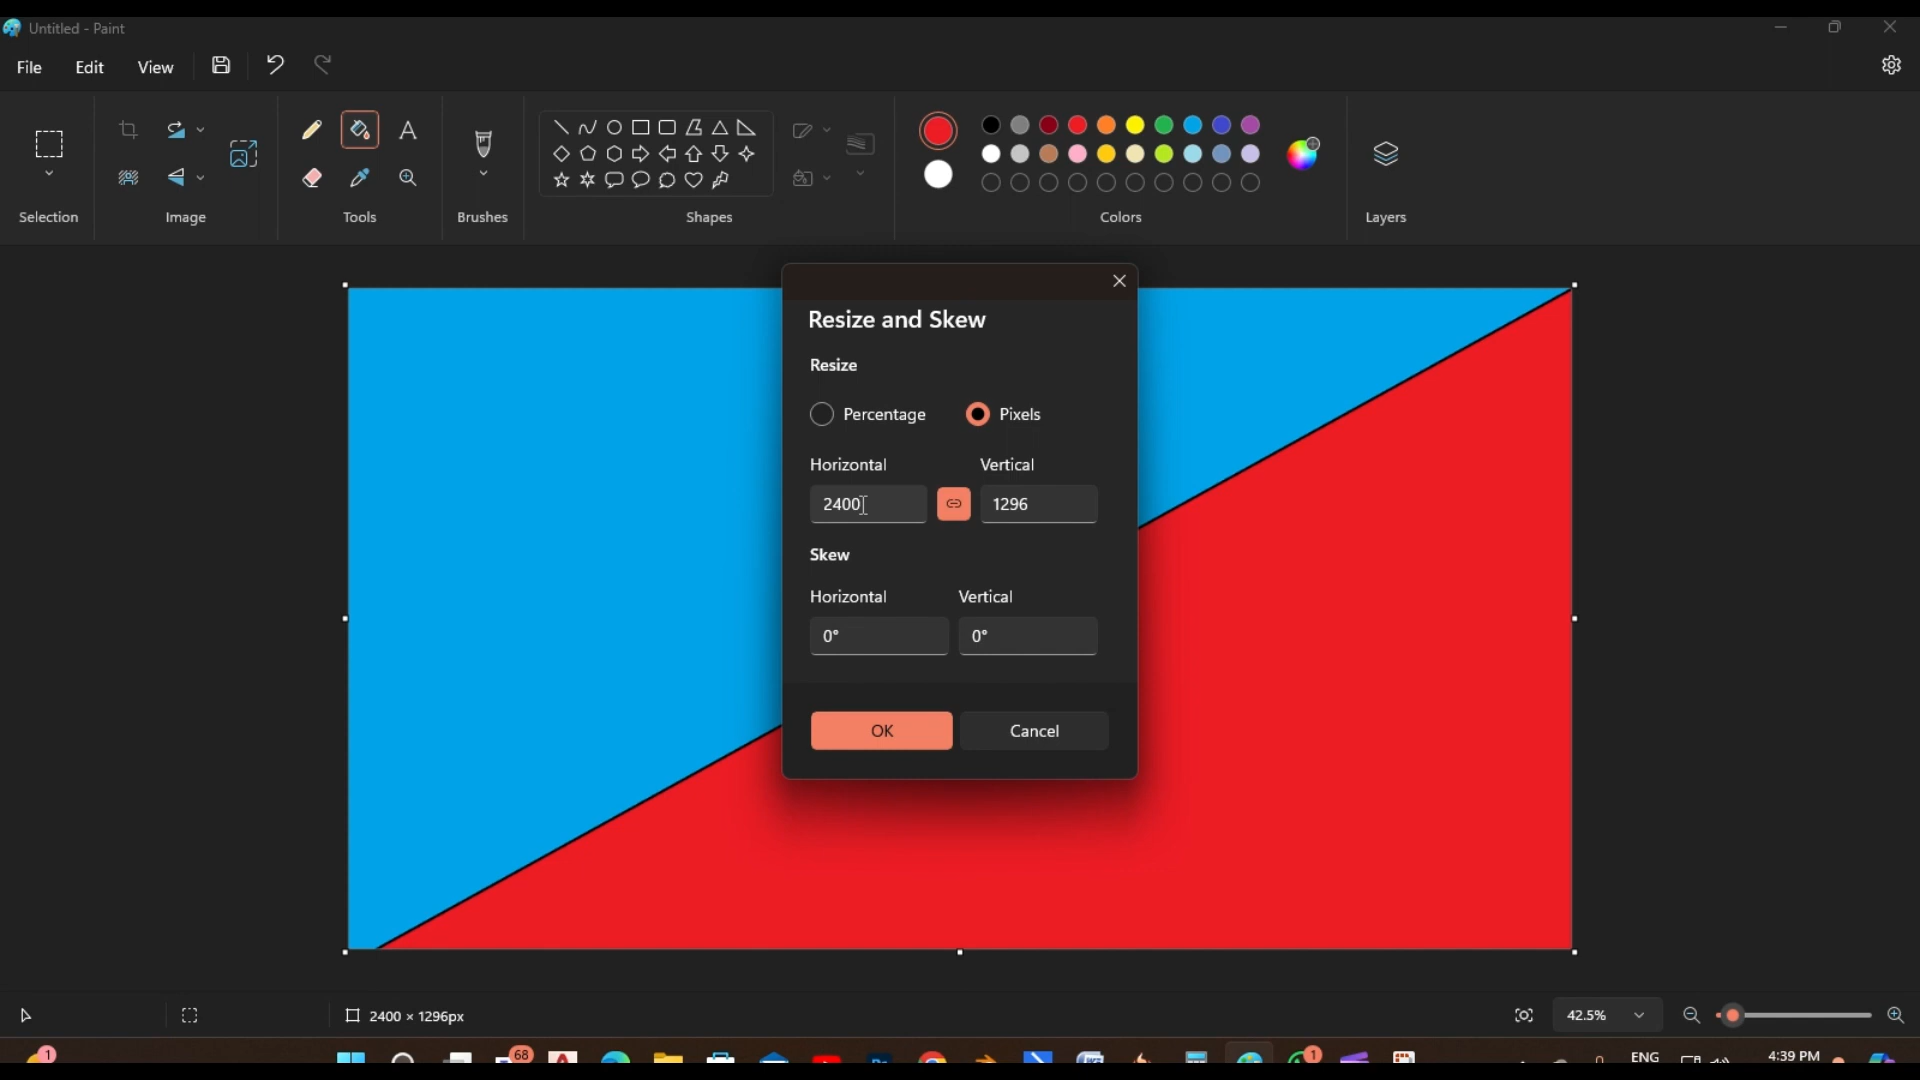 Untitled - Paint
File Edit View
Selection Image Tools Brushes Shapes Colors Layers
Resize and Skew
Resize
Percentage Pixels
Horizontal Vertical
2400 1296
Skew
Horizontal Vertical
0° 0°
OK Cancel
2400 × 1296px 42.5%
1 68 1 ENG 4:39 PM